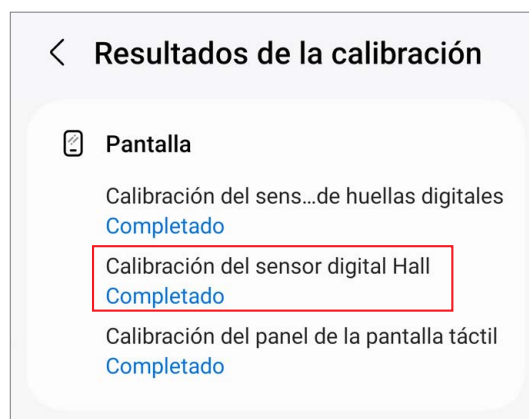 Resultados de la calibración
Pantalla
Calibración del sens...de huellas digitales
Completado
Calibración del sensor digital Hall
Completado
Calibración del panel de la pantalla táctil
Completado